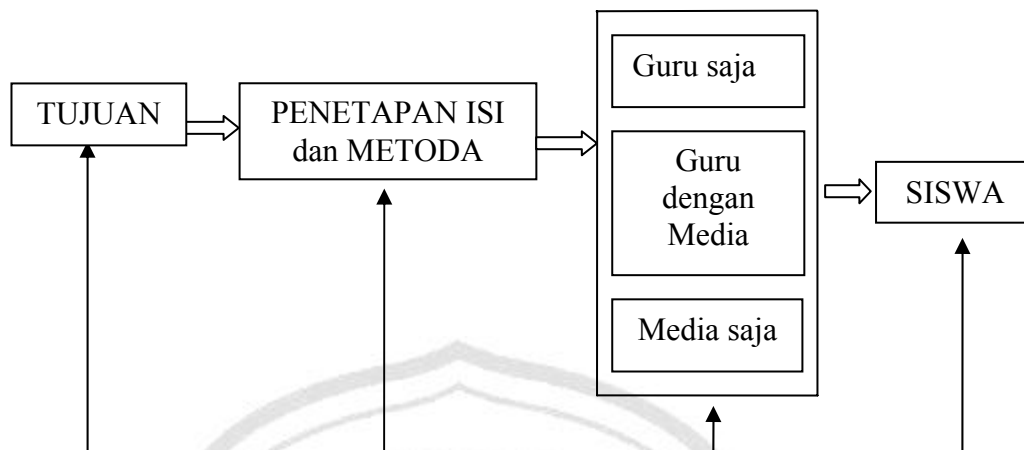 TUJUAN
PENETAPAN ISI
dan METODA
Guru saja
Guru
dengan
Media
Media saja
SISWA